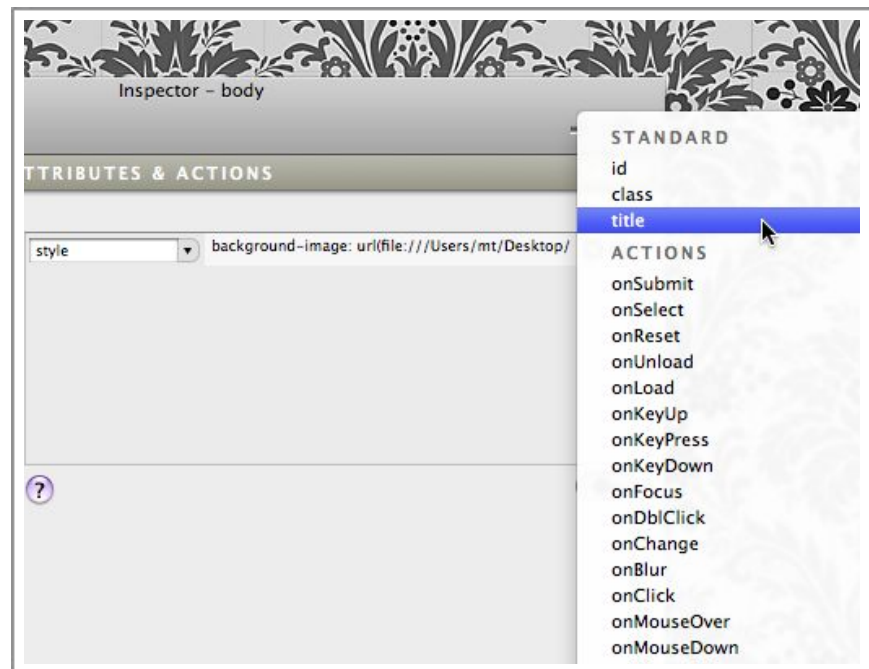 Inspector – body
TTRIBUTES & ACTIONS
style
background-image: url(file:///Users/mt/Desktop/
?
STANDARD
id
class
title
ACTIONS
onSubmit
onSelect
onReset
onUnload
onLoad
onKeyUp
onKeyPress
onKeyDown
onFocus
onDblClick
onChange
onBlur
onClick
onMouseOver
onMouseDown